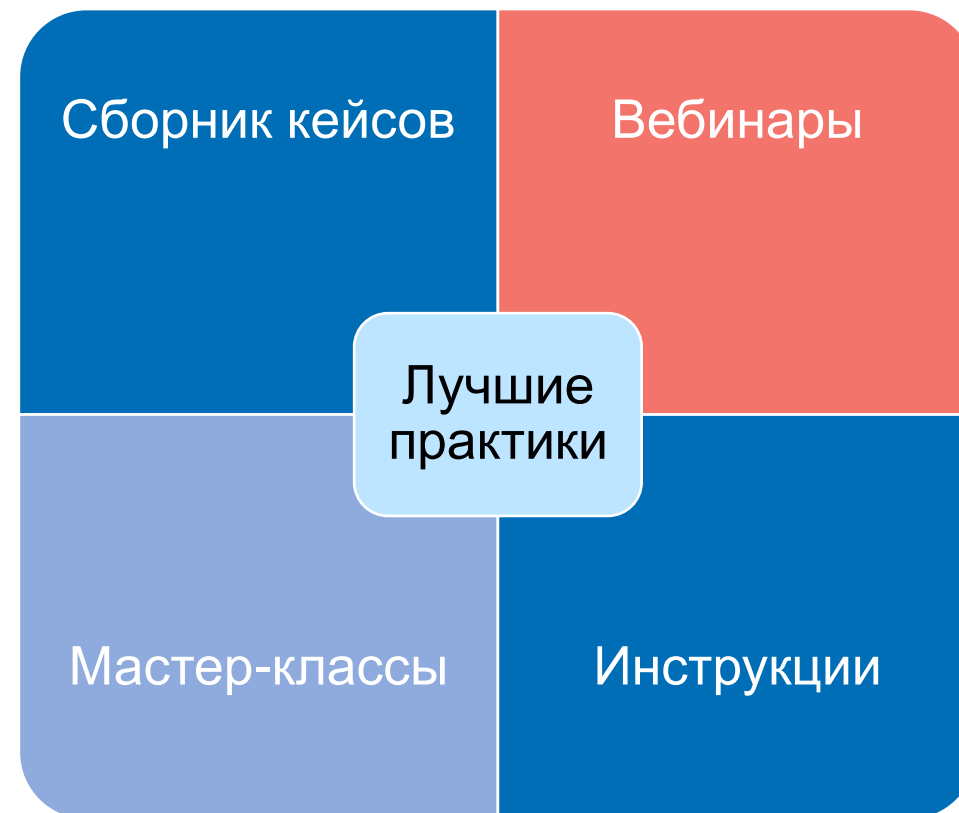 Сборник кейсов
Вебинары
Лучшие
практики
Мастер-классы
Инструкции